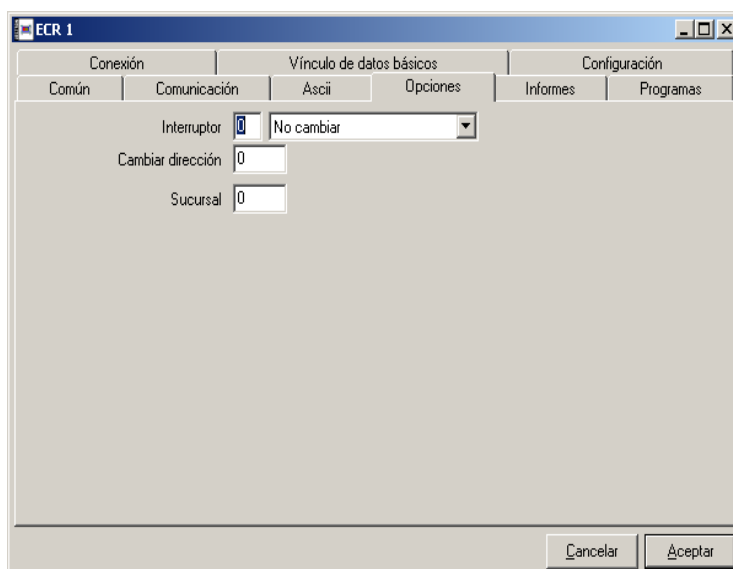 ECR 1
Conexión Vínculo de datos básicos Configuración
Común Comunicación Ascii Opciones Informes Programas
Interruptor 0 No cambiar
Cambiar dirección 0
Sucursal 0
Cancelar Aceptar